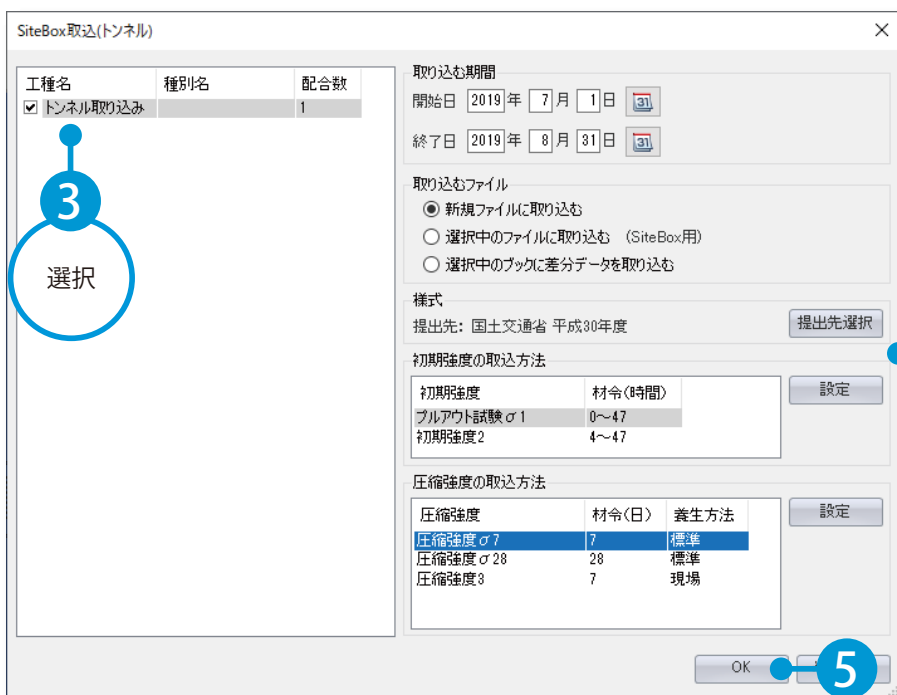 SiteBox取込(トンネル)
工種名 種別名 配合数
トンネル取り込み 1
3
選択
取り込む期間
開始日 2019 年 7 月 1 日 31
終了日 2019 年 8 月 31 日 31
取り込むファイル
新規ファイルに取り込む
選択中のファイルに取り込む (SiteBox用)
選択中のブックに差分データを取り込む
様式
提出先: 国土交通省 平成30年度 提出先選択
初期強度の取込方法
初期強度 材令(時間) 設定
プルアウト試験σ1 0~47
初期強度2 4~47
圧縮強度の取込方法
圧縮強度 材令(日) 養生方法 設定
圧縮強度σ7 7 標準
圧縮強度σ28 28 標準
圧縮強度3 7 現場
OK 5